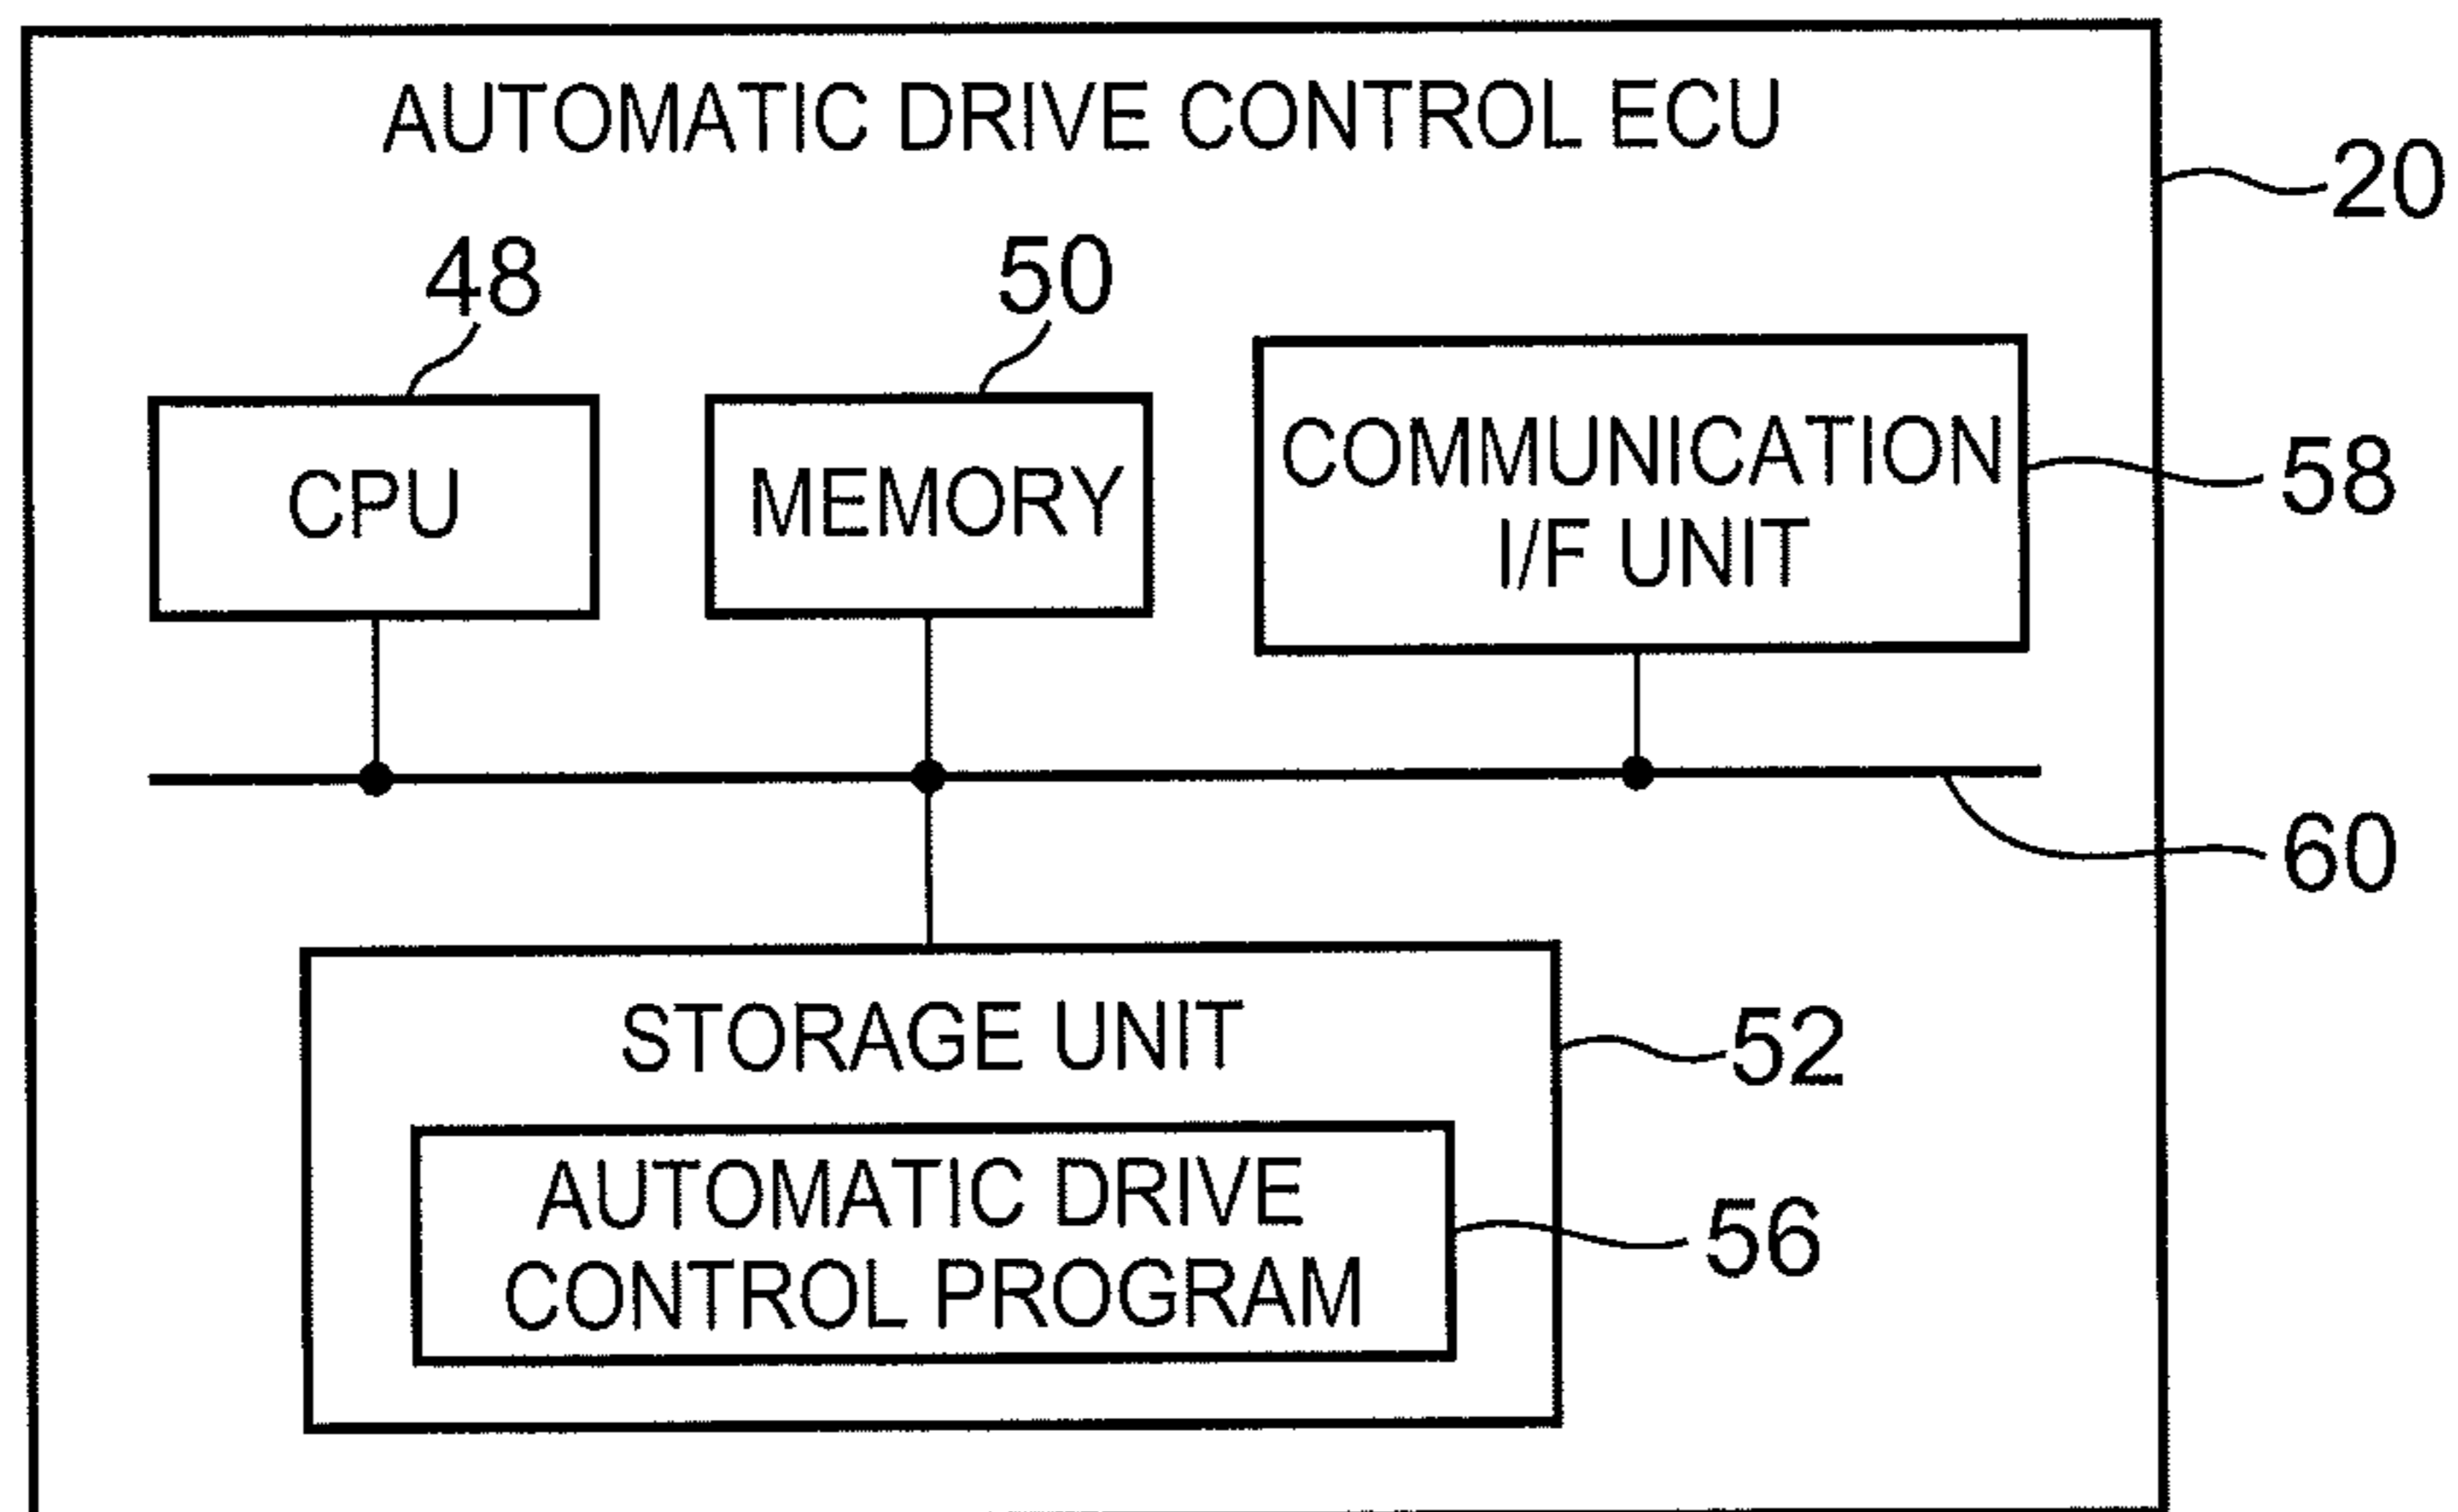 AUTOMATIC DRIVE CONTROL ECU
20
48
50
CPU
MEMORY
COMMUNICATION
I/F UNIT
58
60
STORAGE UNIT
52
AUTOMATIC DRIVE
CONTROL PROGRAM
56